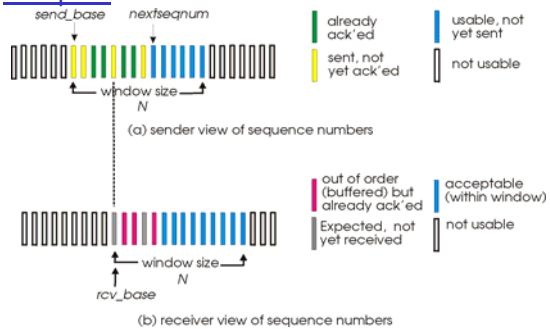 send_base
nextseqnum
already
ack'ed
usable, not
yet sent
sent, not
yet ack'ed
not usable
window size
N
(a) sender view of sequence numbers
out of order
(buffered) but
already ack'ed
acceptable
(within window)
Expected, not
yet received
not usable
window size
N
rcv_base
(b) receiver view of sequence numbers